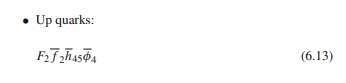 • Up quarks:
F₂f̅₂h̅₄₅ϕ̅₄ (6.13)